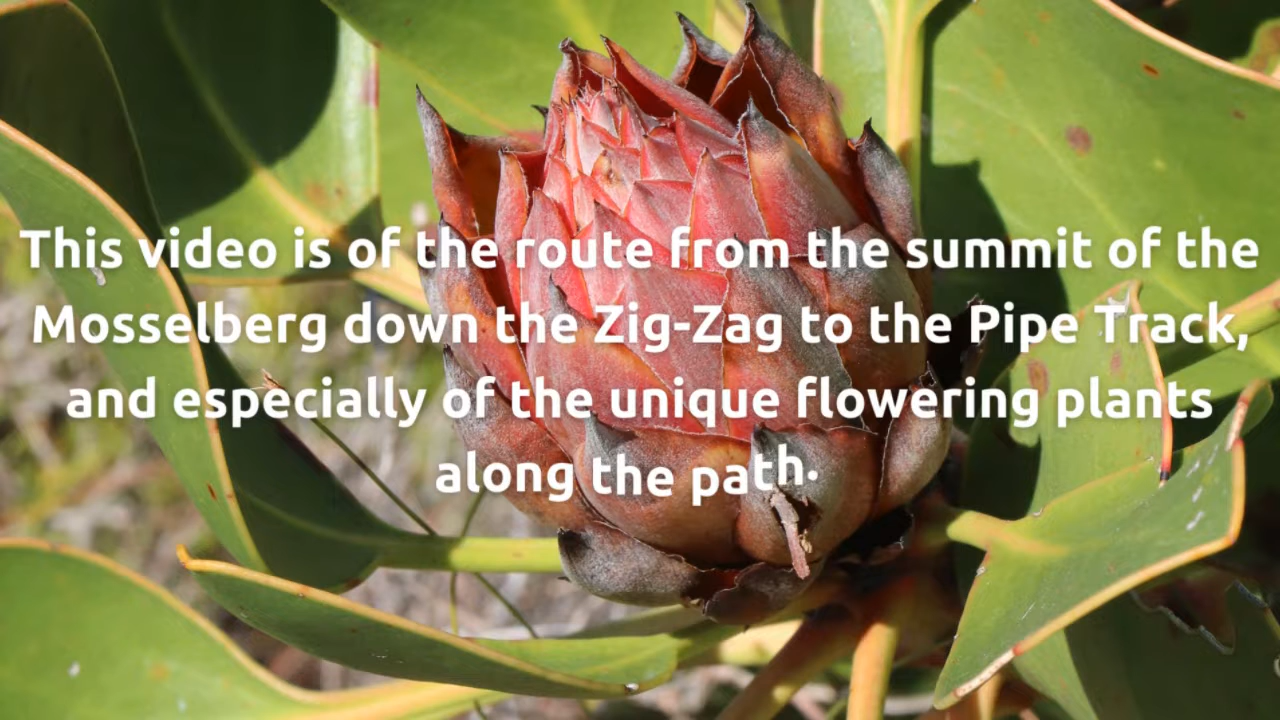 This video is of the route from the summit of the
Mosselberg down the Zig-Zag to the Pipe Track,
and especially of the unique flowering plants
along the path.